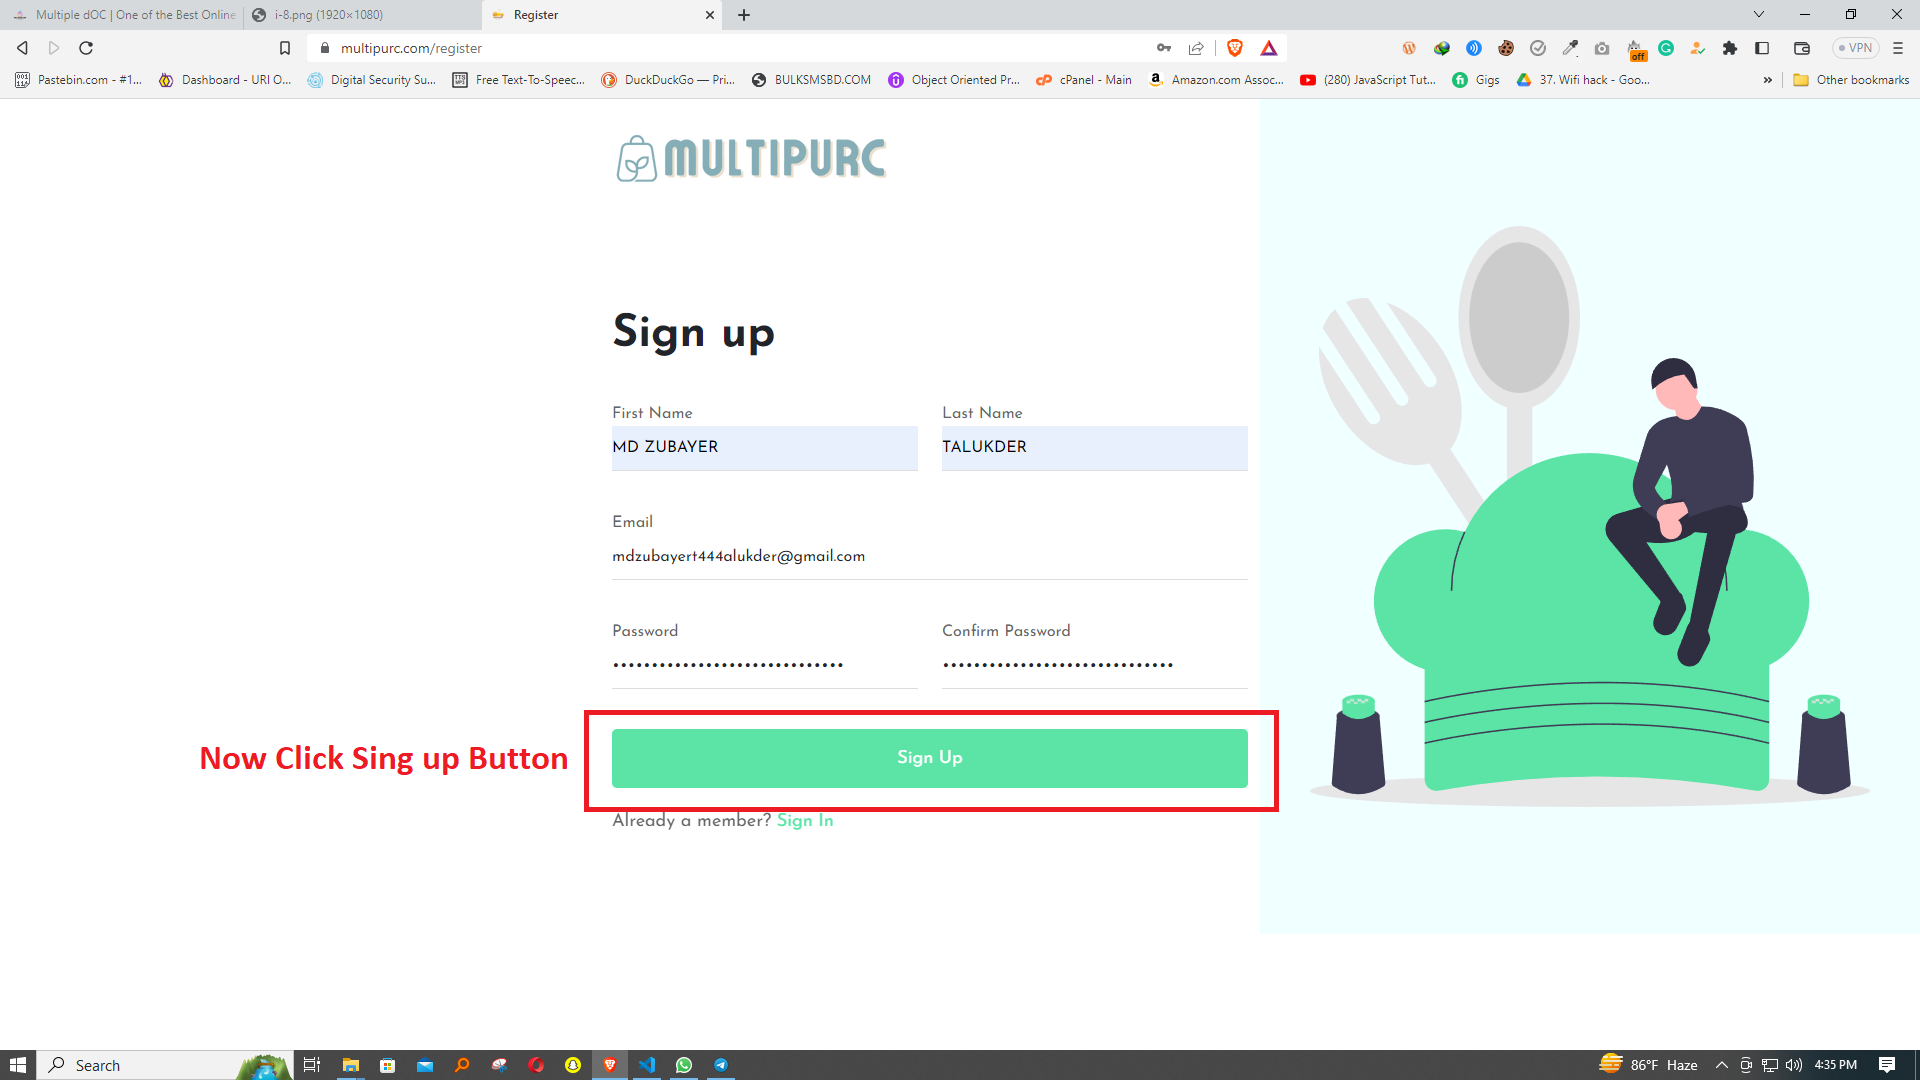 Multiple dOC | One of the Best Online
i-8.png (1920×1080)
Register
multipurc.com/register
VPN
Pastebin.com - #1...
Dashboard - URI O...
Digital Security Su...
Free Text-To-Speec...
DuckDuckGo — Pri...
BULKSMSBD.COM
Object Oriented Pr...
cPanel - Main
Amazon.com Assoc...
(280) JavaScript Tut...
Gigs
37. Wifi hack - Goo...
»
Other bookmarks
off
MULTIPURC
Sign up
First Name
Last Name
MD ZUBAYER
TALUKDER
Email
mdzubayert444alukder@gmail.com
Password
Confirm Password
Now Click Sing up Button
Sign Up
Already a member? Sign In
Search
86°F Haze
4:35 PM